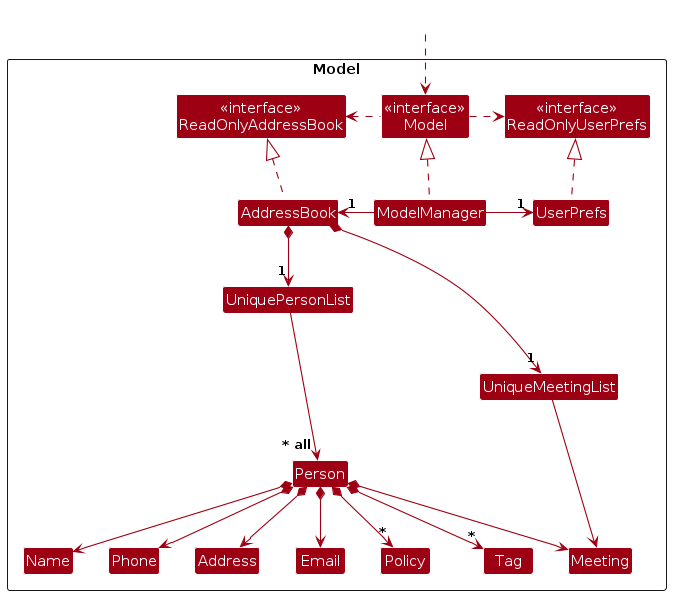 Model
«interface»
ReadOnlyAddressBook
«interface»
Model
«interface»
ReadOnlyUserPrefs
AddressBook
1
ModelManager
1
UserPrefs
1
UniquePersonList
1
UniqueMeetingList
* all
Person
*
*
Name
Phone
Address
Email
Policy
Tag
Meeting